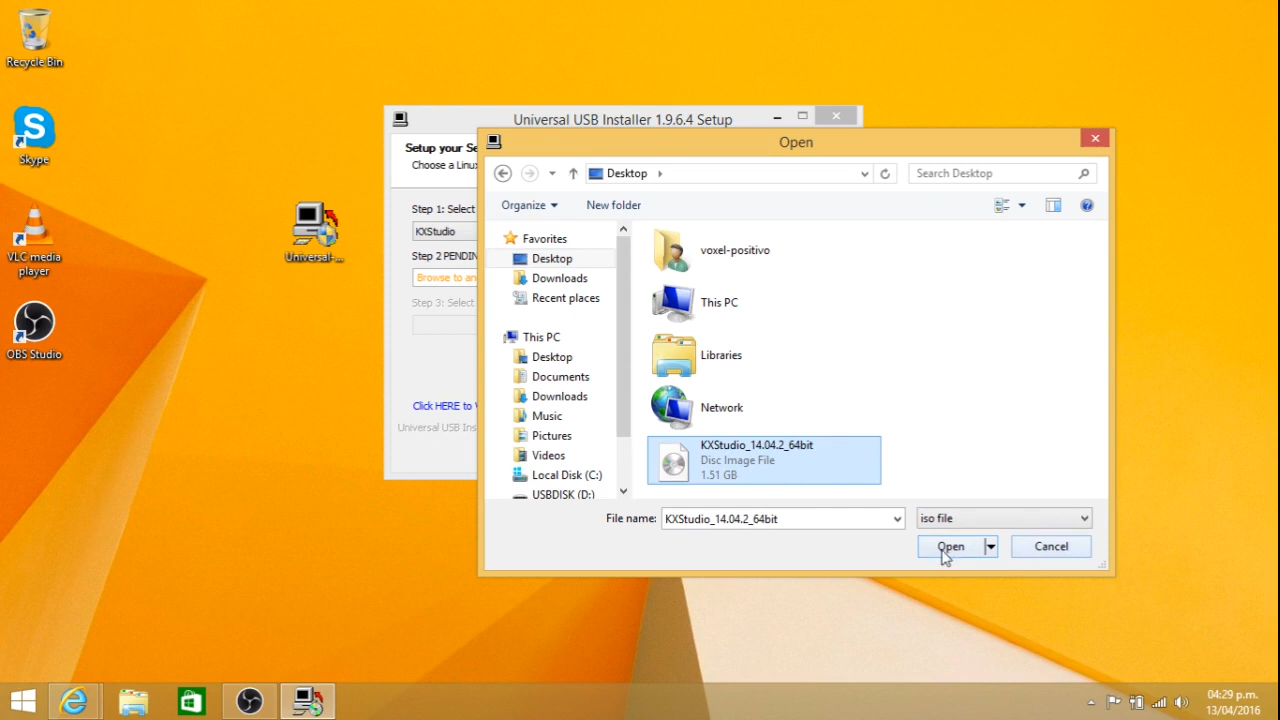 Recycle Bin
Skype
VLC media
player
OBS Studio
Universal-...
Universal USB Installer 1.9.6.4 Setup
Setup your Se
Choose a Linu
Step 1: Select
KXStudio
Step 2 PENDIN
Browse to an
Step 3: Select
Click HERE to V
Universal USB Ins
Open
Desktop
Search Desktop
Organize
New folder
Favorites
Desktop
Downloads
Recent places
This PC
Desktop
Documents
Downloads
Music
Pictures
Videos
Local Disk (C:)
USBDISK (D:)
voxel-positivo
This PC
Libraries
Network
KXStudio_14.04.2_64bit
Disc Image File
1.51 GB
File name:
KXStudio_14.04.2_64bit
iso file
Open
Cancel
04:29 p.m.
13/04/2016